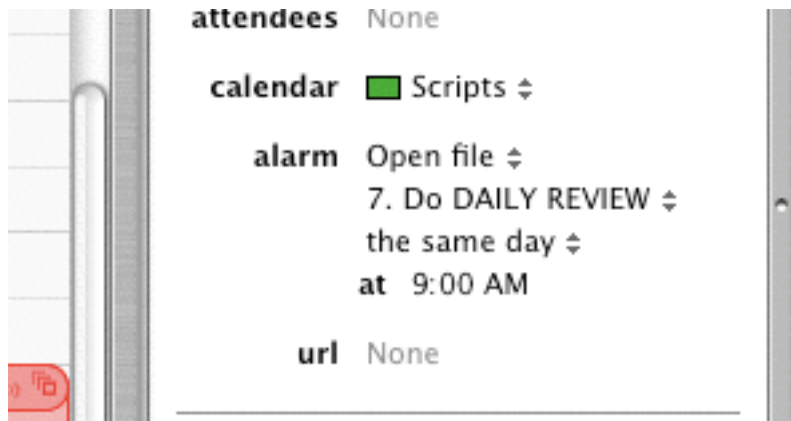 attendees None
calendar Scripts
alarm Open file
7. Do DAILY REVIEW
the same day
at 9:00 AM
url None